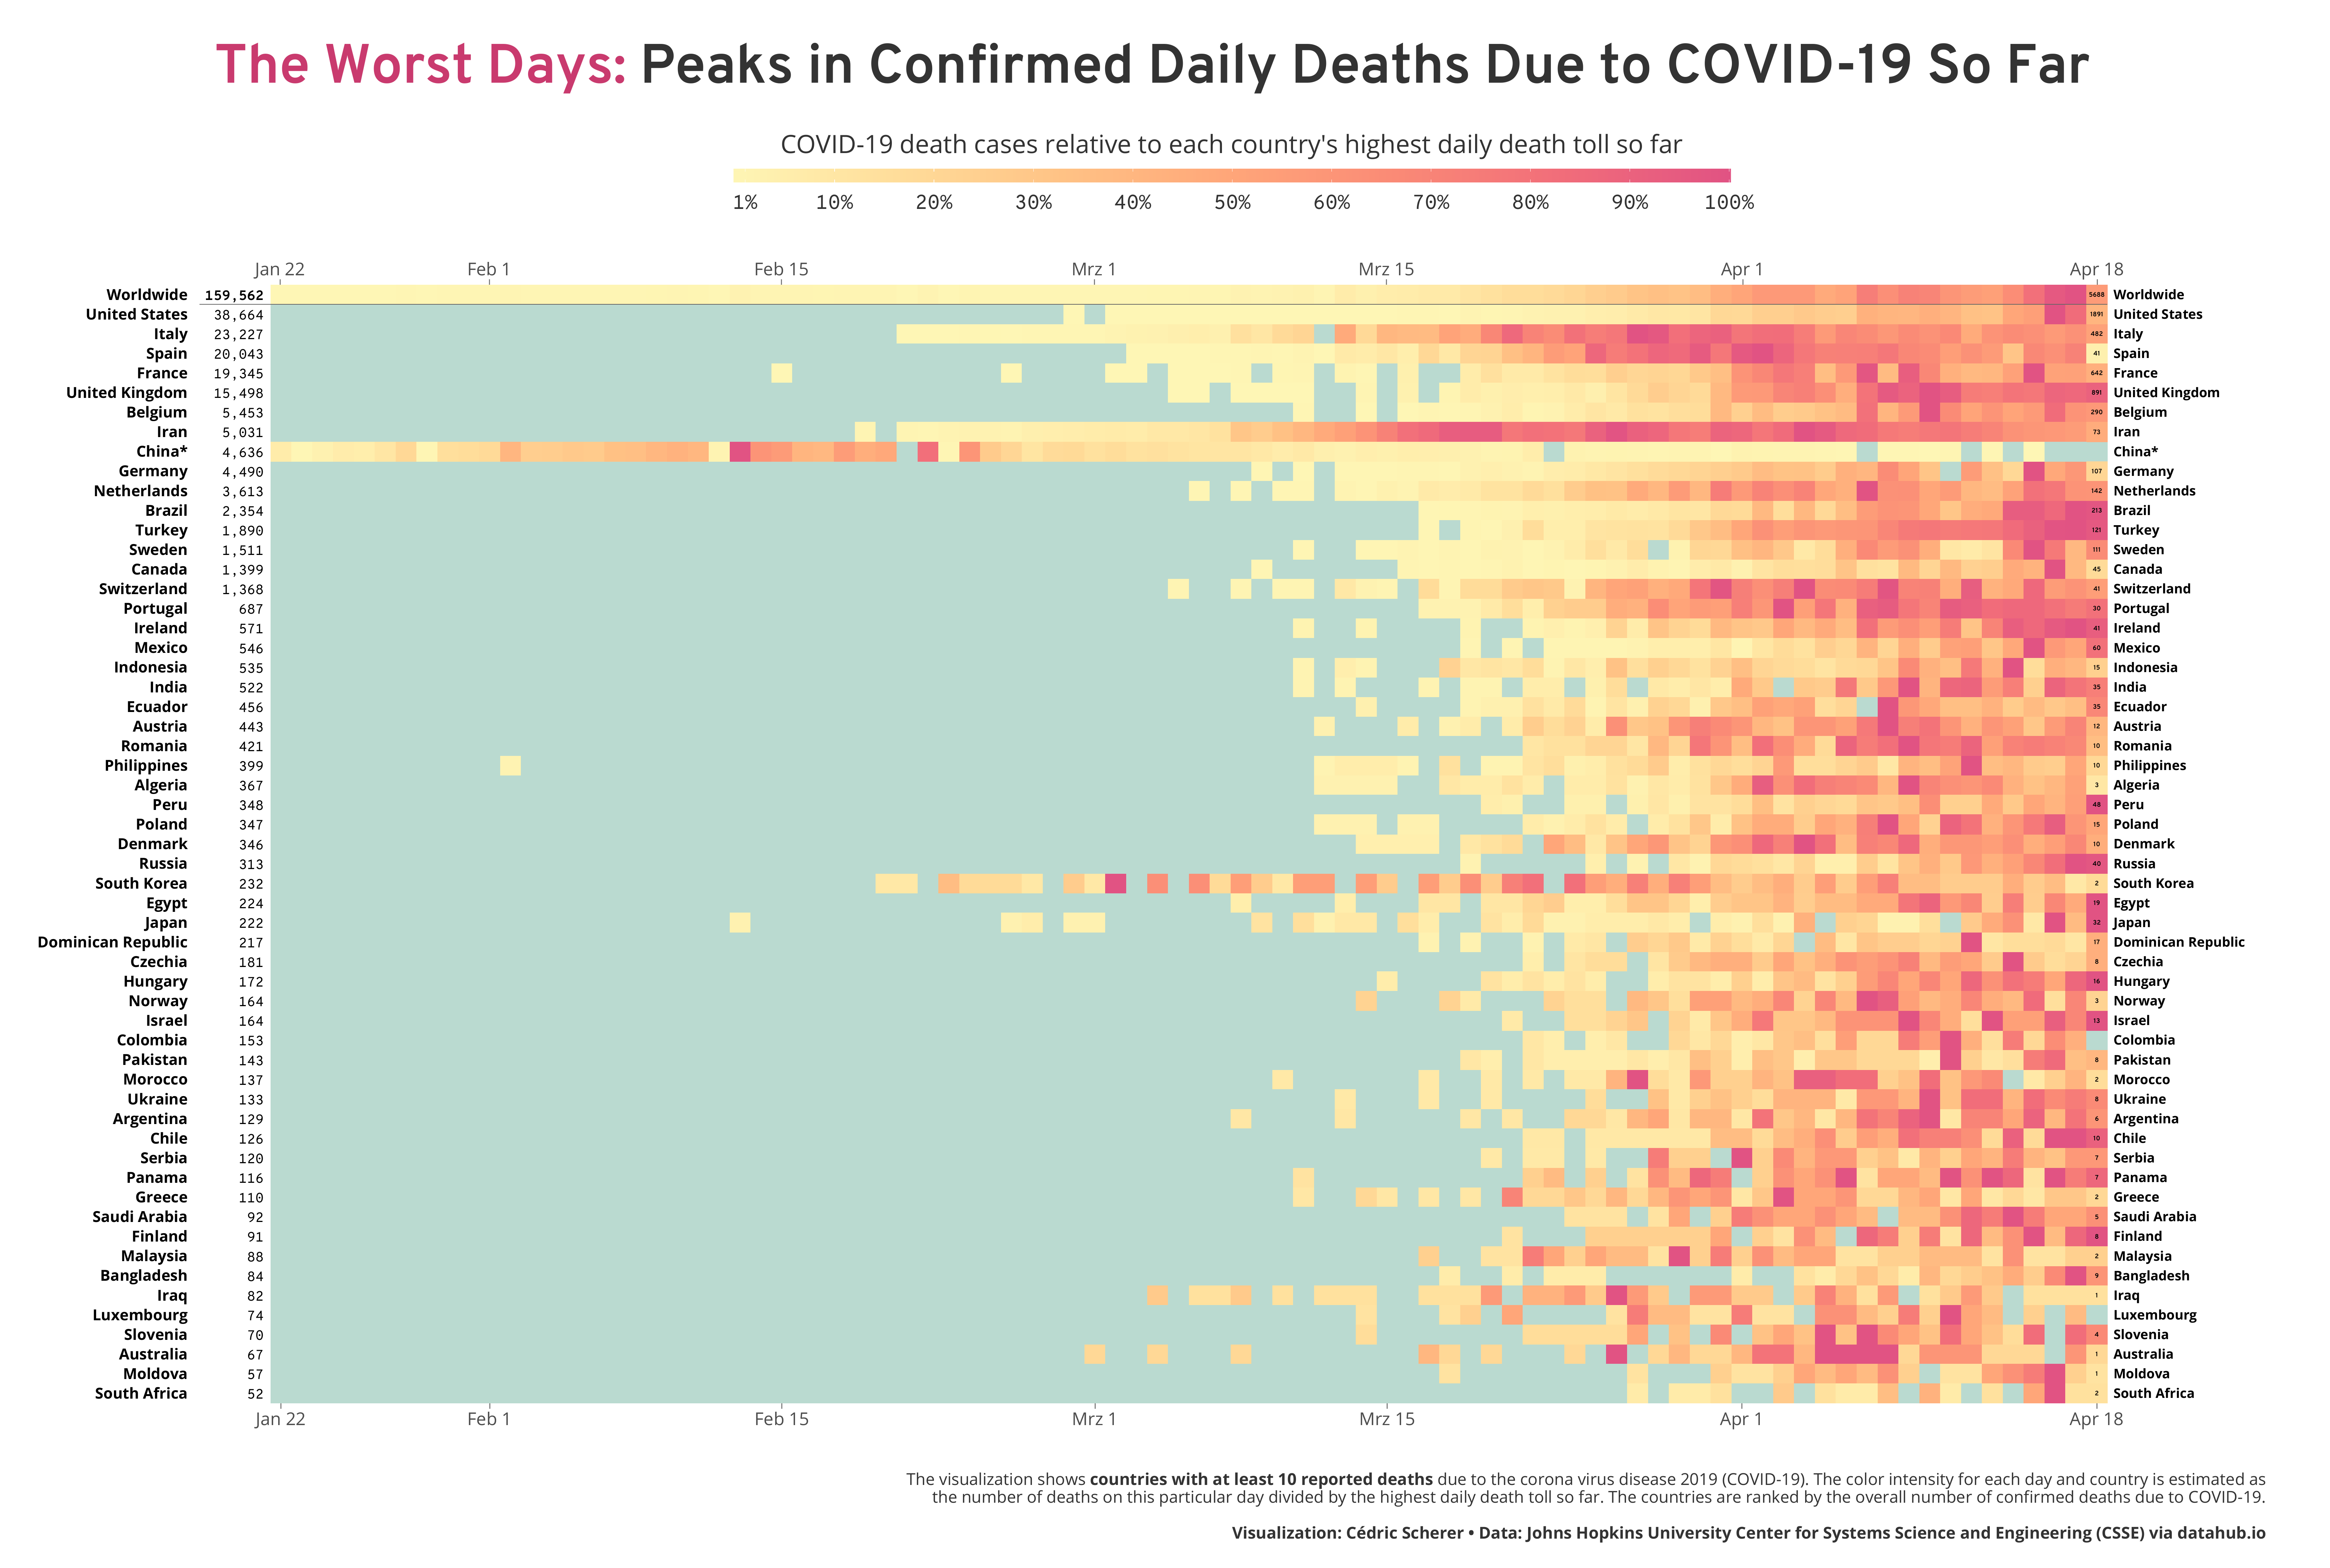 The Worst Days: Peaks in Confirmed Daily Deaths Due to COVID-19 So Far
COVID-19 death cases relative to each country's highest daily death toll so far
1% 10% 20% 30% 40% 50% 60% 70% 80% 90% 100%
Jan 22 Feb 1 Feb 15 Mrz 1 Mrz 15 Apr 1 Apr 18
Worldwide 159,562 5688 Worldwide
United States 38,664 1891 United States
Italy 23,227 482 Italy
Spain 20,043 41 Spain
France 19,345 642 France
United Kingdom 15,498 891 United Kingdom
Belgium 5,453 290 Belgium
Iran 5,031 73 Iran
China* 4,636 China*
Germany 4,490 107 Germany
Netherlands 3,613 142 Netherlands
Brazil 2,354 213 Brazil
Turkey 1,890 121 Turkey
Sweden 1,511 111 Sweden
Canada 1,399 45 Canada
Switzerland 1,368 41 Switzerland
Portugal 687 30 Portugal
Ireland 571 41 Ireland
Mexico 546 60 Mexico
Indonesia 535 15 Indonesia
India 522 35 India
Ecuador 456 35 Ecuador
Austria 443 12 Austria
Romania 421 10 Romania
Philippines 399 10 Philippines
Algeria 367 3 Algeria
Peru 348 48 Peru
Poland 347 15 Poland
Denmark 346 10 Denmark
Russia 313 40 Russia
South Korea 232 2 South Korea
Egypt 224 19 Egypt
Japan 222 32 Japan
Dominican Republic 217 17 Dominican Republic
Czechia 181 8 Czechia
Hungary 172 16 Hungary
Norway 164 3 Norway
Israel 164 13 Israel
Colombia 153 Colombia
Pakistan 143 8 Pakistan
Morocco 137 2 Morocco
Ukraine 133 8 Ukraine
Argentina 129 6 Argentina
Chile 126 10 Chile
Serbia 120 7 Serbia
Panama 116 7 Panama
Greece 110 2 Greece
Saudi Arabia 92 5 Saudi Arabia
Finland 91 8 Finland
Malaysia 88 2 Malaysia
Bangladesh 84 9 Bangladesh
Iraq 82 1 Iraq
Luxembourg 74 Luxembourg
Slovenia 70 4 Slovenia
Australia 67 1 Australia
Moldova 57 1 Moldova
South Africa 52 2 South Africa
Jan 22 Feb 1 Feb 15 Mrz 1 Mrz 15 Apr 1 Apr 18
The visualization shows countries with at least 10 reported deaths due to the corona virus disease 2019 (COVID-19). The color intensity for each day and country is estimated as
the number of deaths on this particular day divided by the highest daily death toll so far. The countries are ranked by the overall number of confirmed deaths due to COVID-19.
Visualization: Cédric Scherer • Data: Johns Hopkins University Center for Systems Science and Engineering (CSSE) via datahub.io